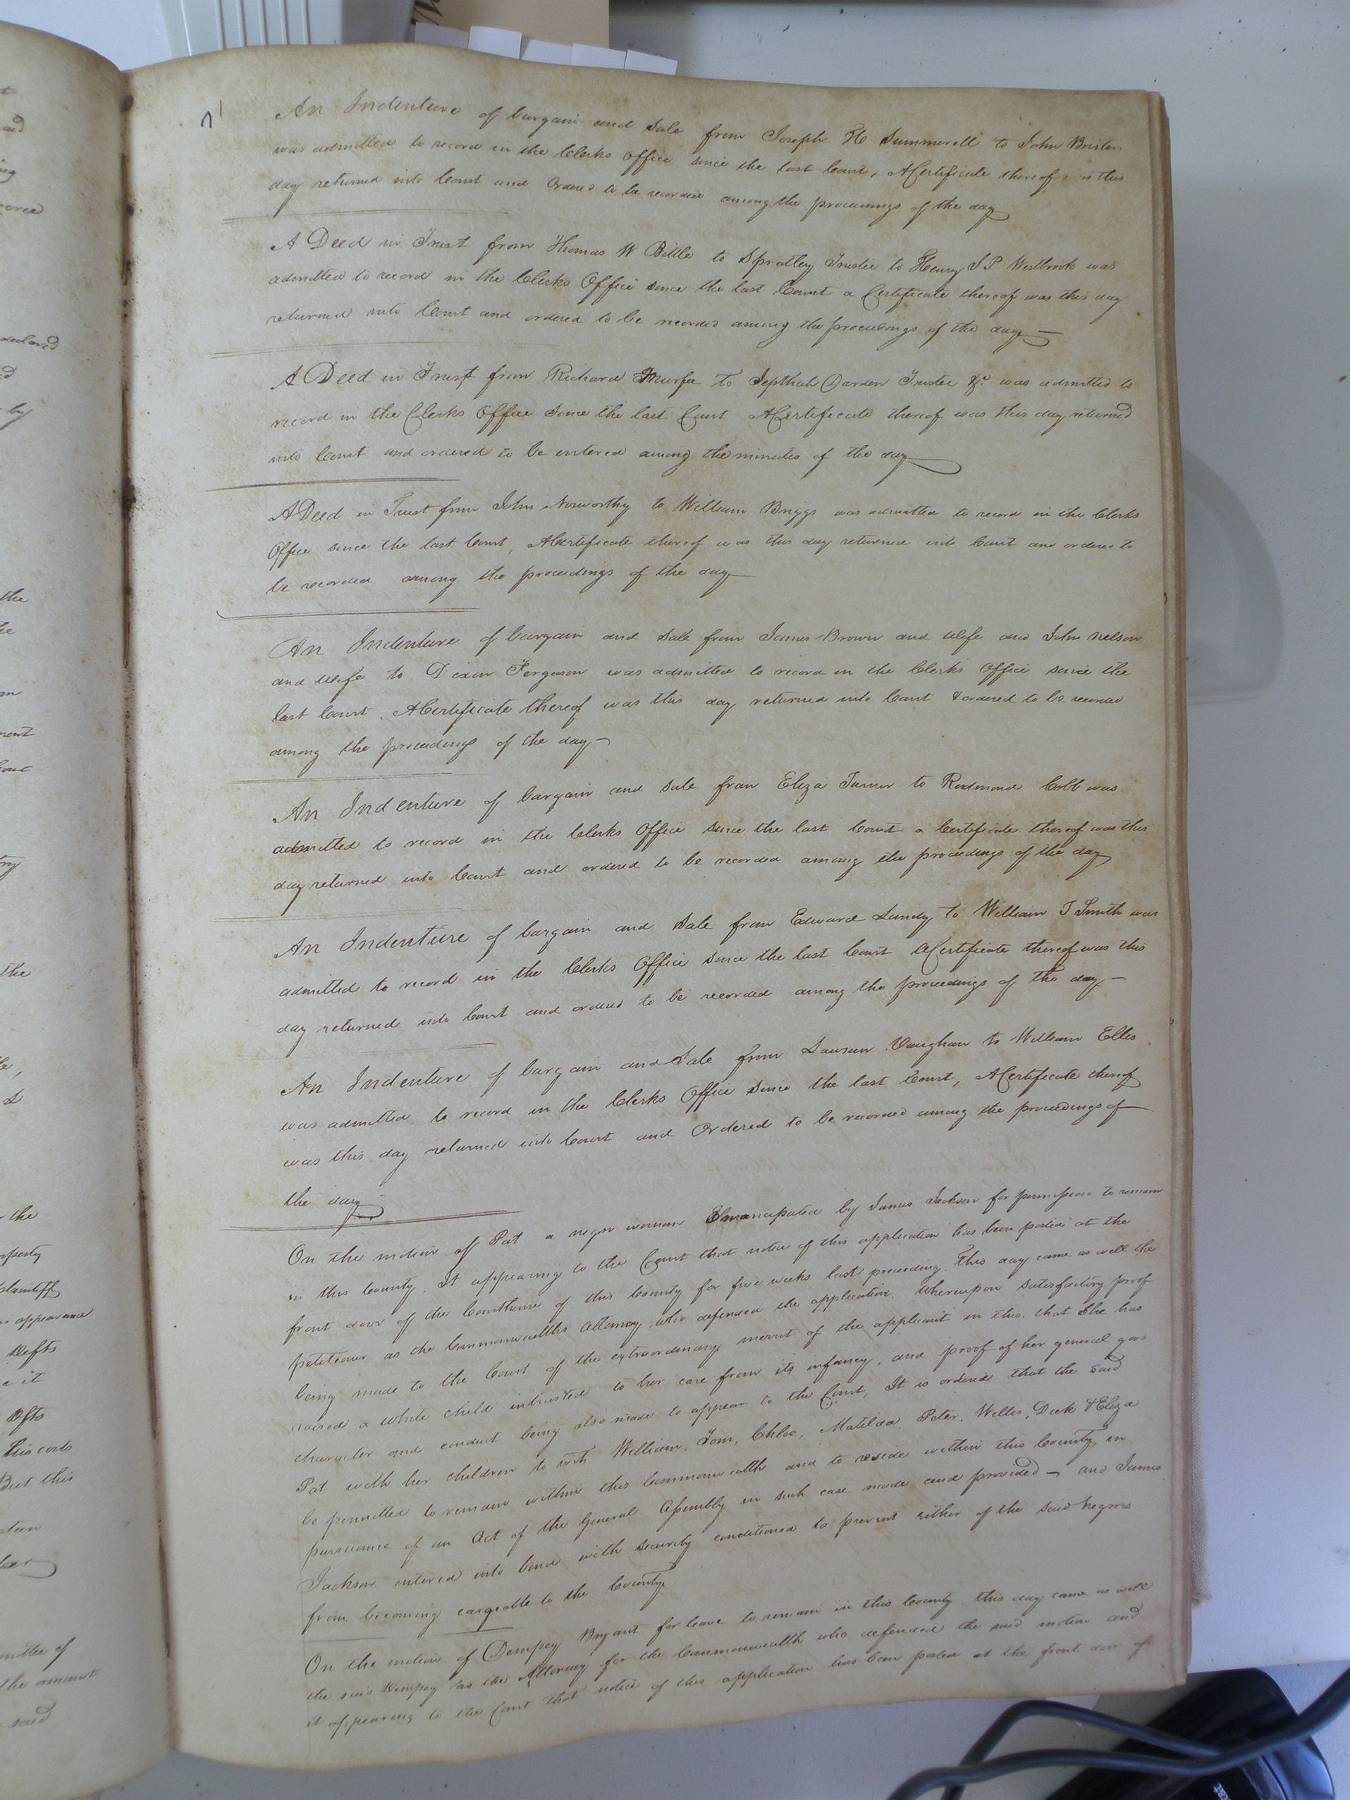 An Indenture of bargain and Sale from Joseph H Summerell to John
was admitted to record in the Clerks Office since the last Court, A Certificate thereof is this
day returned into Court and Ordered to be recorded among the proceedings of the day
A Deed in Trust from Thomas W Bittle to Spratley Trustee to Henry S P Westbrook was
admitted to record in the Clerks Office since the last Court a Certificate thereof was this day
returned into Court and ordered to be recorded among the proceedings of the day —
A Deed in Trust from Richard Murfee To Jepthah Darden Trustee &c was admitted to
record in the Clerks Office Since the last Court A Certificate thereof was this day returned
into Court and ordered to be entered among the minutes of the day
A Deed in Trust from John Norworthy to William Briggs was admitted to record in the Clerks
Office since the last Court, A Certificate thereof was this day returned into Court and ordered to
be recorded among the proceedings of the day —
An Indenture of bargain and Sale from James Brown and wife and John Nelson
and wife to Dixon Ferguson was admitted to record in the Clerks Office since the
last Court. A Certificate thereof was this day returned into Court & ordered to be recorded
among the proceedings of the day —
An Indenture of bargain and Sale from Eliza Turner to Redmond Cobb was
admitted to record in the Clerks Office since the last Court a Certificate thereof was this
day returned into Court and ordered to be recorded among the proceedings of the day
An Indenture of bargain and Sale from Edward Lundy to William T Smith was
admitted to record in the Clerks Office Since the last Court A Certificate thereof was this
day returned into Court and ordered to be recorded among the proceedings of the day —
An Indenture of bargain and Sale from Lawson Vaughan to William Ellis
was admitted to record in the Clerks Office Since the last Court, A Certificate thereof
was this day returned into Court and Ordered to be recorded among the proceedings of
the day
On the motion of Pat a negro woman Emancipated by James Jackson for permission to remain
in this County, It appearing to the Court that notice of this application has been posted at the
front door of the Courthouse of this County for five weeks last preceeding. This day came as well the
petitioner as the Commonwealths Attorney who defended the application. Whereupon Satisfactory proof
being made to the Court of the extraordinary merrit of the applicant in this, that She has
raised a white child intrusted to her care from its infancy, and proof of her general good
character and conduct being also made to appear to the Court, It is ordered that the said
Pat with her children to wit, William, Tom, Chloe, Matilda Peter, Willis, Dick & Eliza
be permitted to remain within this Commonwealth and to reside within this County in
pursuance of an Act of the General Assembly in such case made and provided — and James
Jackson entered into bond with security conditioned to prevent either of the said negroes
from becoming cargeable to the County
On the motion of Dempsey Bryant for leave to remain in this County this day came as well
the said Dempsey as the Attorney for the Commonwealth who defended the said motion and
it appearing to the Court that notice of this application has been posted at the front door of